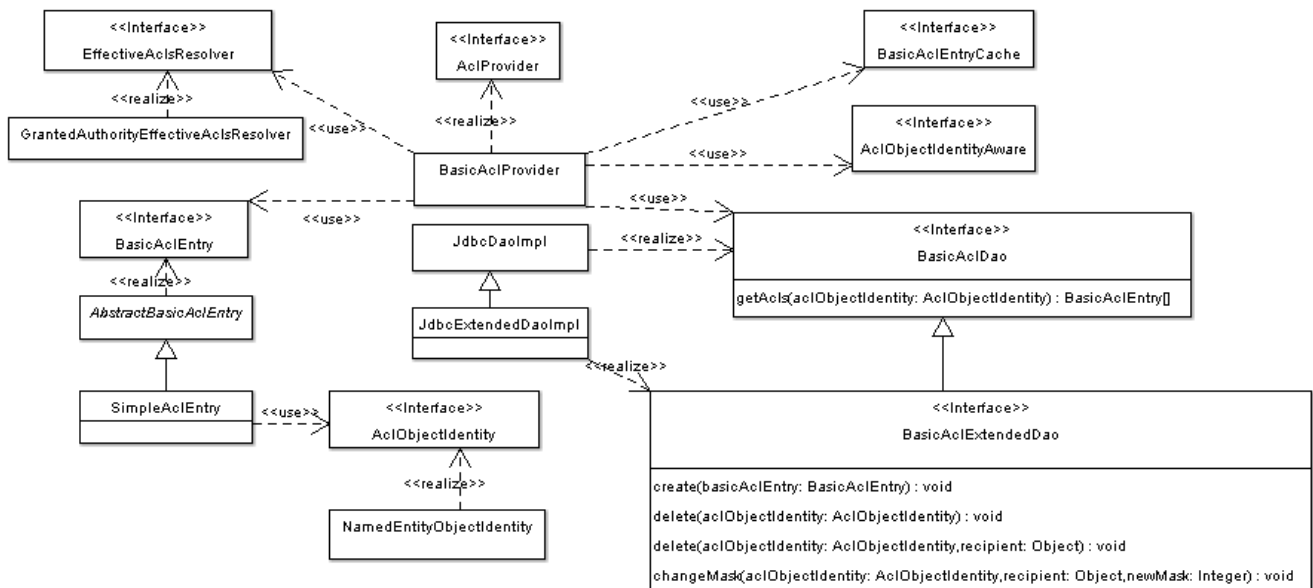 <<Interface>>
EffectiveAclsResolver
<<realize>>
GrantedAuthorityEffectiveAclsResolver
<<use>>
<<Interface>>
AclProvider
<<realize>>
BasicAclProvider
<<use>>
<<Interface>>
BasicAclEntryCache
<<use>>
<<Interface>>
AclObjectIdentityAware
<<use>>
<<Interface>>
BasicAclEntry
<<use>>
<<realize>>
AbstractBasicAclEntry
SimpleAclEntry
<<use>>
<<Interface>>
AclObjectIdentity
<<realize>>
NamedEntityObjectIdentity
JdbcDaoImpl
<<realize>>
JdbcExtendedDaoImpl
<<realize>>
<<Interface>>
BasicAclDao
getAcls(aclObjectIdentity: AclObjectIdentity) : BasicAclEntry[]
<<Interface>>
BasicAclExtendedDao
create(basicAclEntry: BasicAclEntry) : void
delete(aclObjectIdentity: AclObjectIdentity) : void
delete(aclObjectIdentity: AclObjectIdentity,recipient: Object) : void
changeMask(aclObjectIdentity: AclObjectIdentity,recipient: Object,newMask: Integer) : void